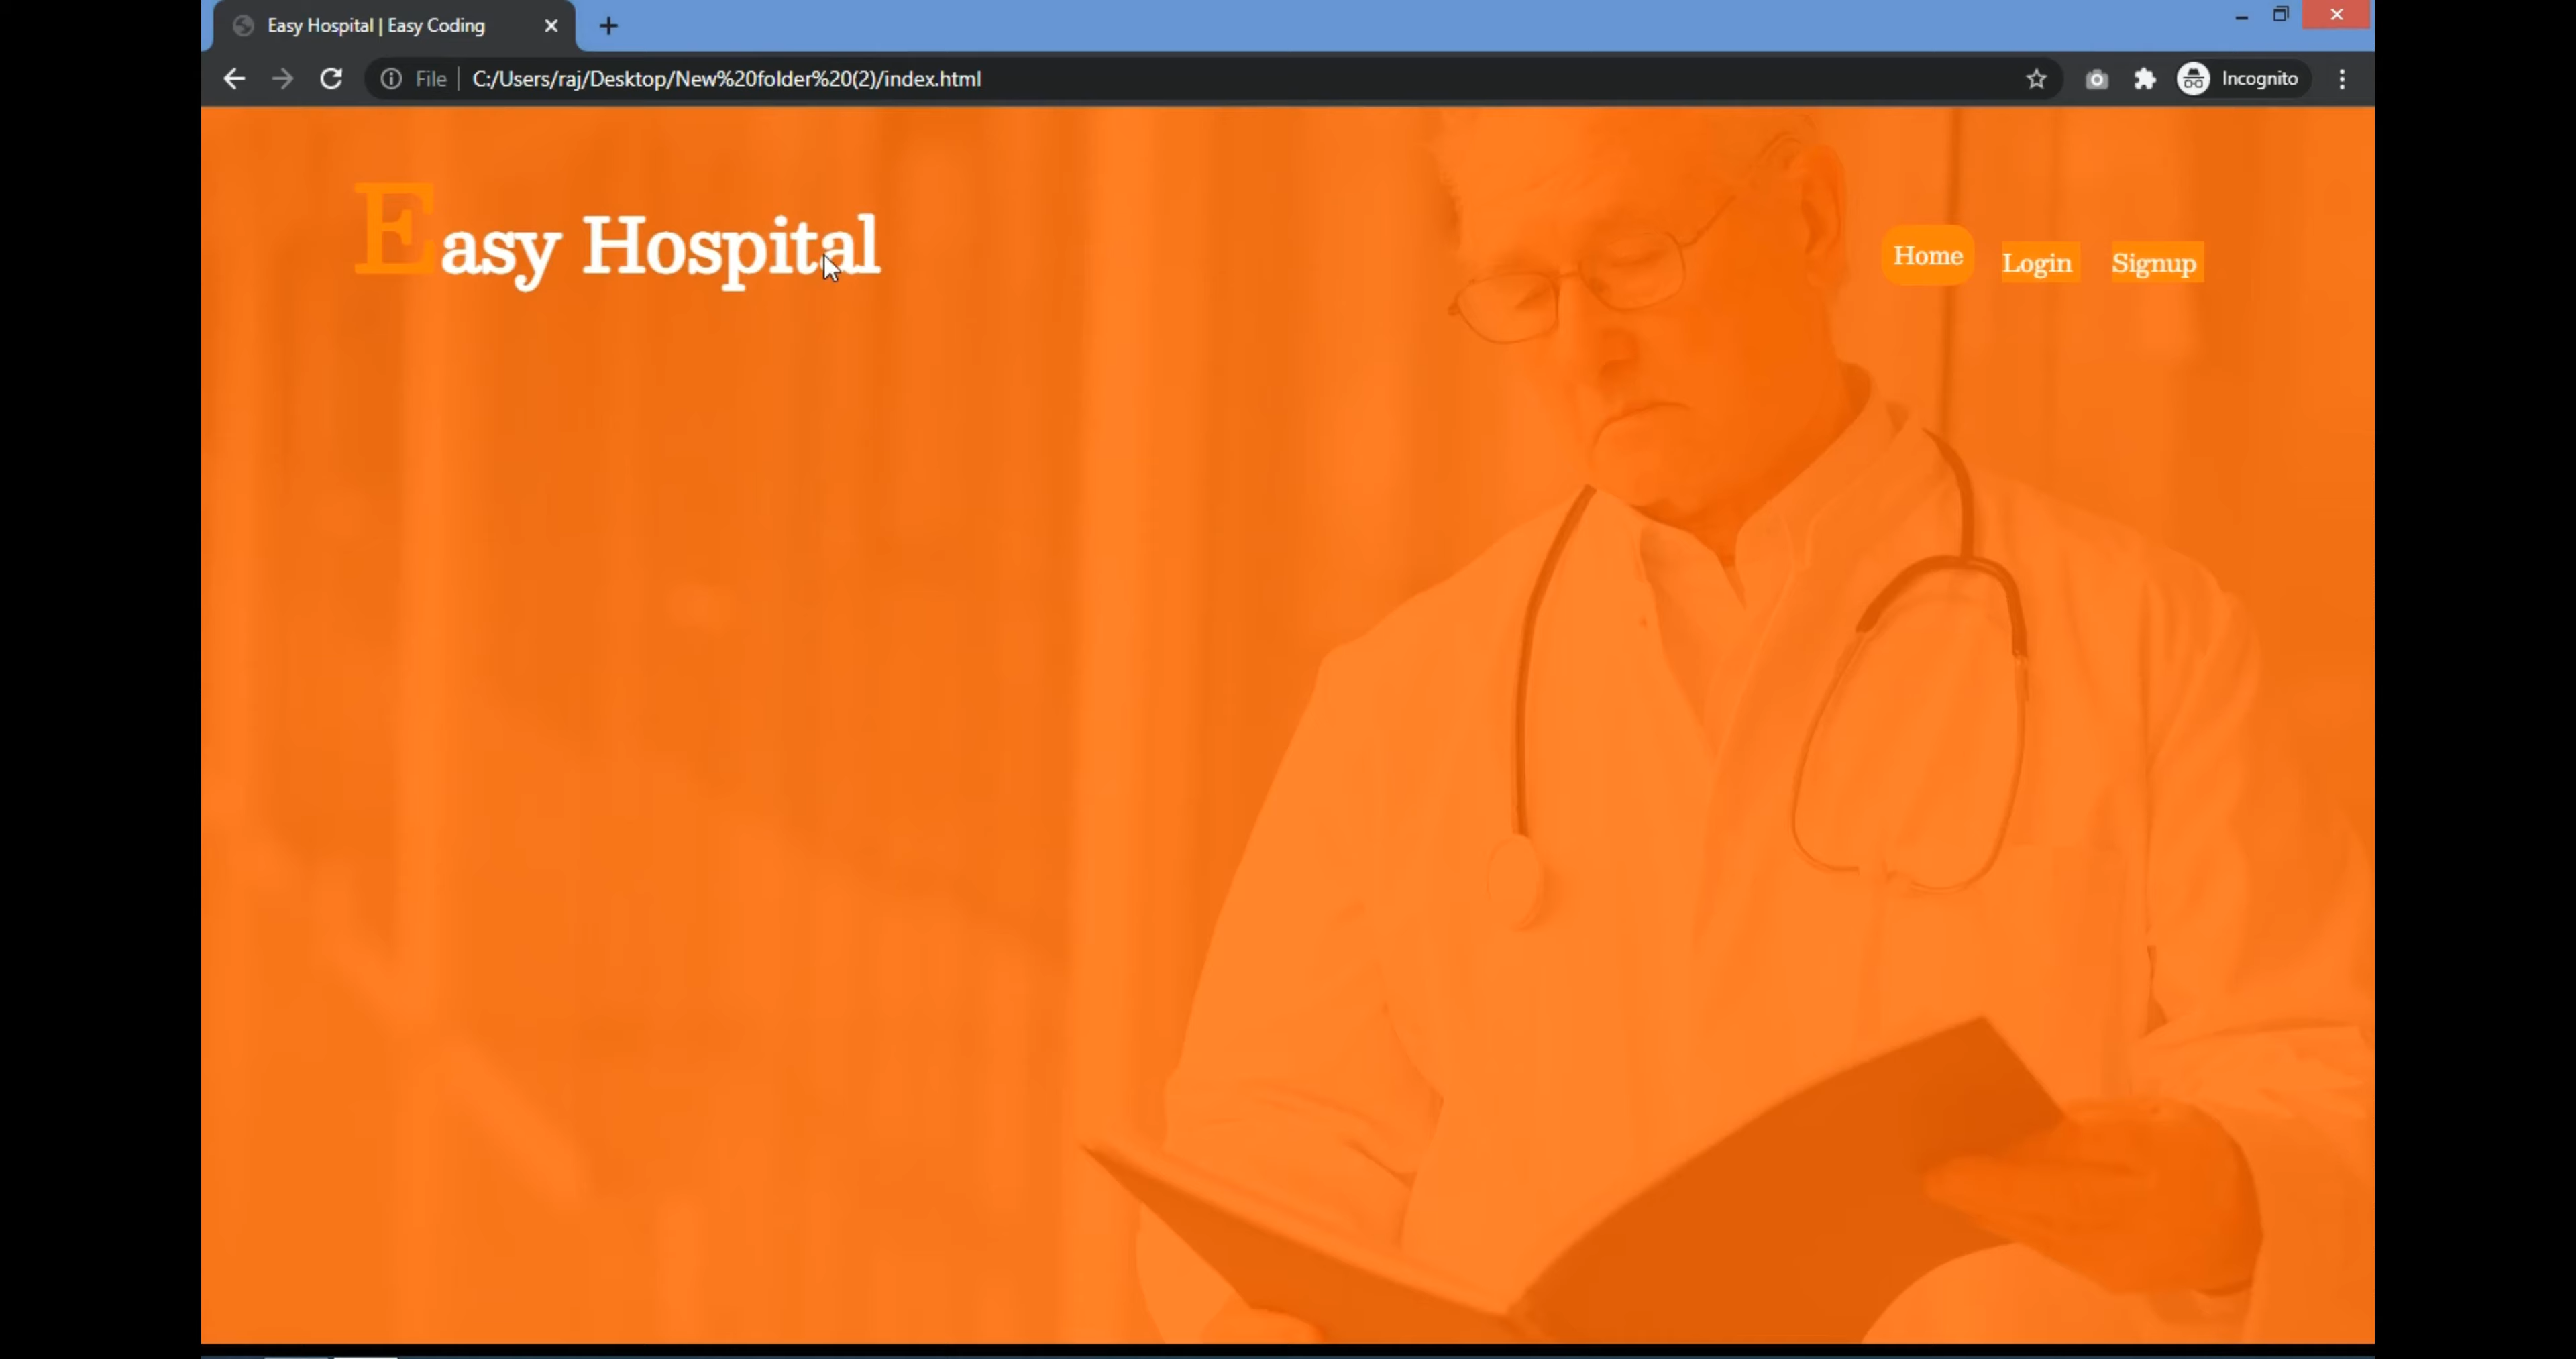 Easy Hospital | Easy Coding
File C:/Users/raj/Desktop/New%20folder%20(2)/index.html
Incognito
Easy Hospital
Home Login Signup